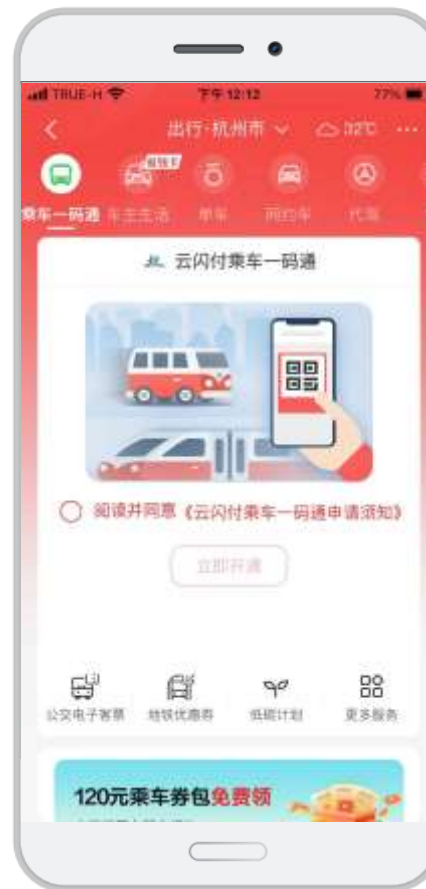 TRUE-H 下午12:12 77%
出行·杭州市 32℃ ···
乘车一码通 车主生活 单车 网约车 代驾
云闪付乘车一码通
阅读并同意《云闪付乘车一码通申请须知》
立即开通
公交电子客票 地铁优惠券 低碳计划 更多服务
120元乘车券包免费领